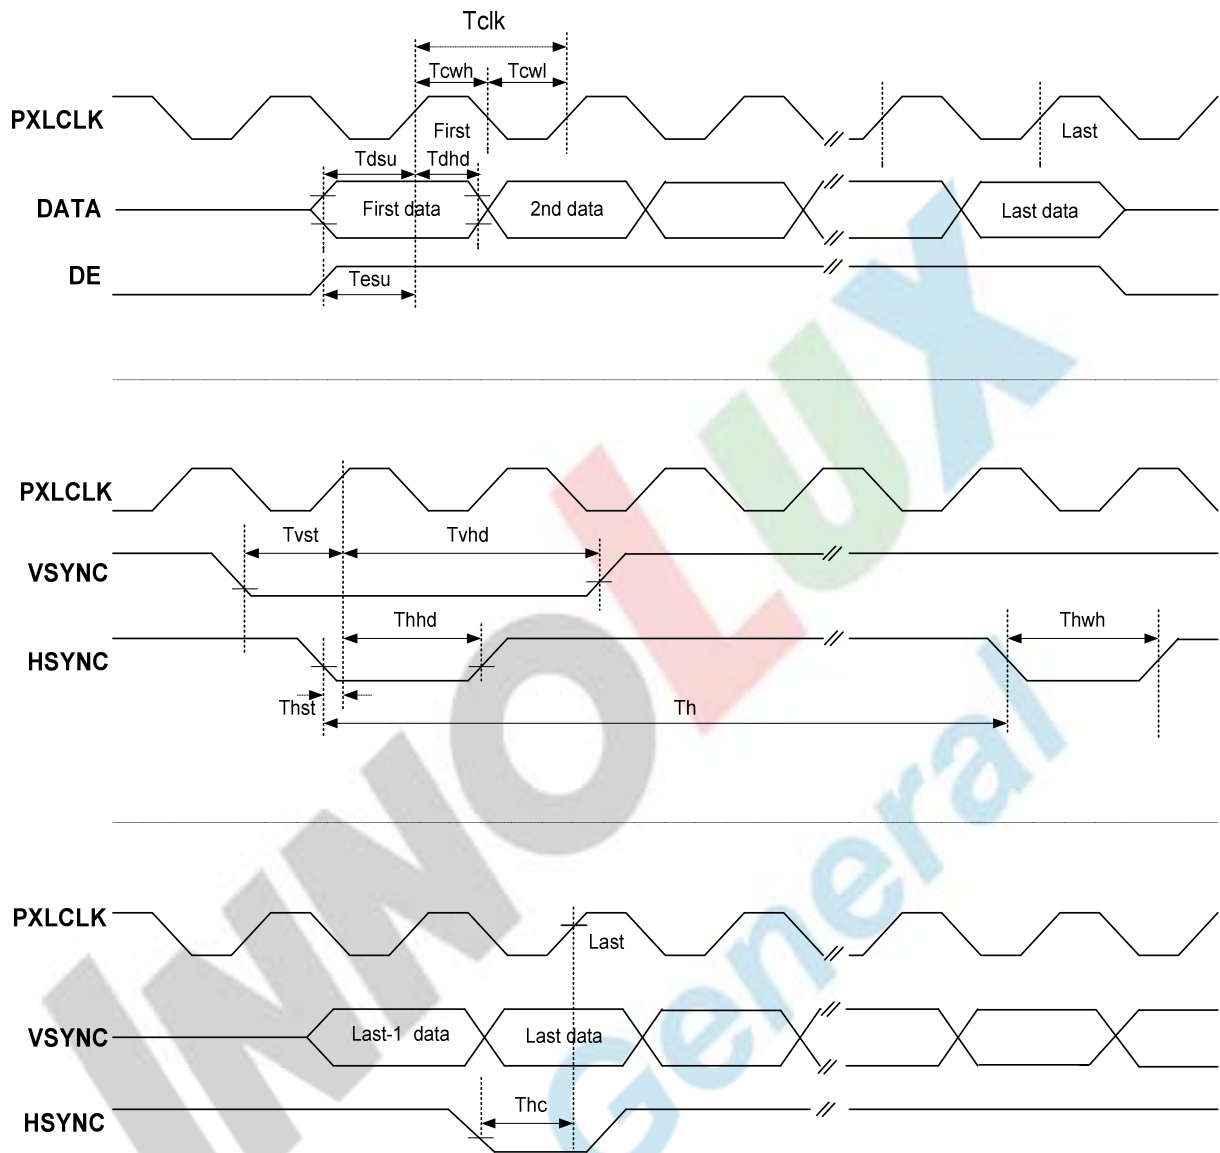 Tclk
Tcwh Tcwl
PXLCLK
First
Last
Tdsu Tdhd
DATA
First data 2nd data Last data
DE
Tesu
PXLCLK
Tvst Tvhd
VSYNC
Thhd Thwh
HSYNC
Thst Th
PXLCLK
Last
VSYNC
Last-1 data Last data
Thc
HSYNC
INNOLUX
General